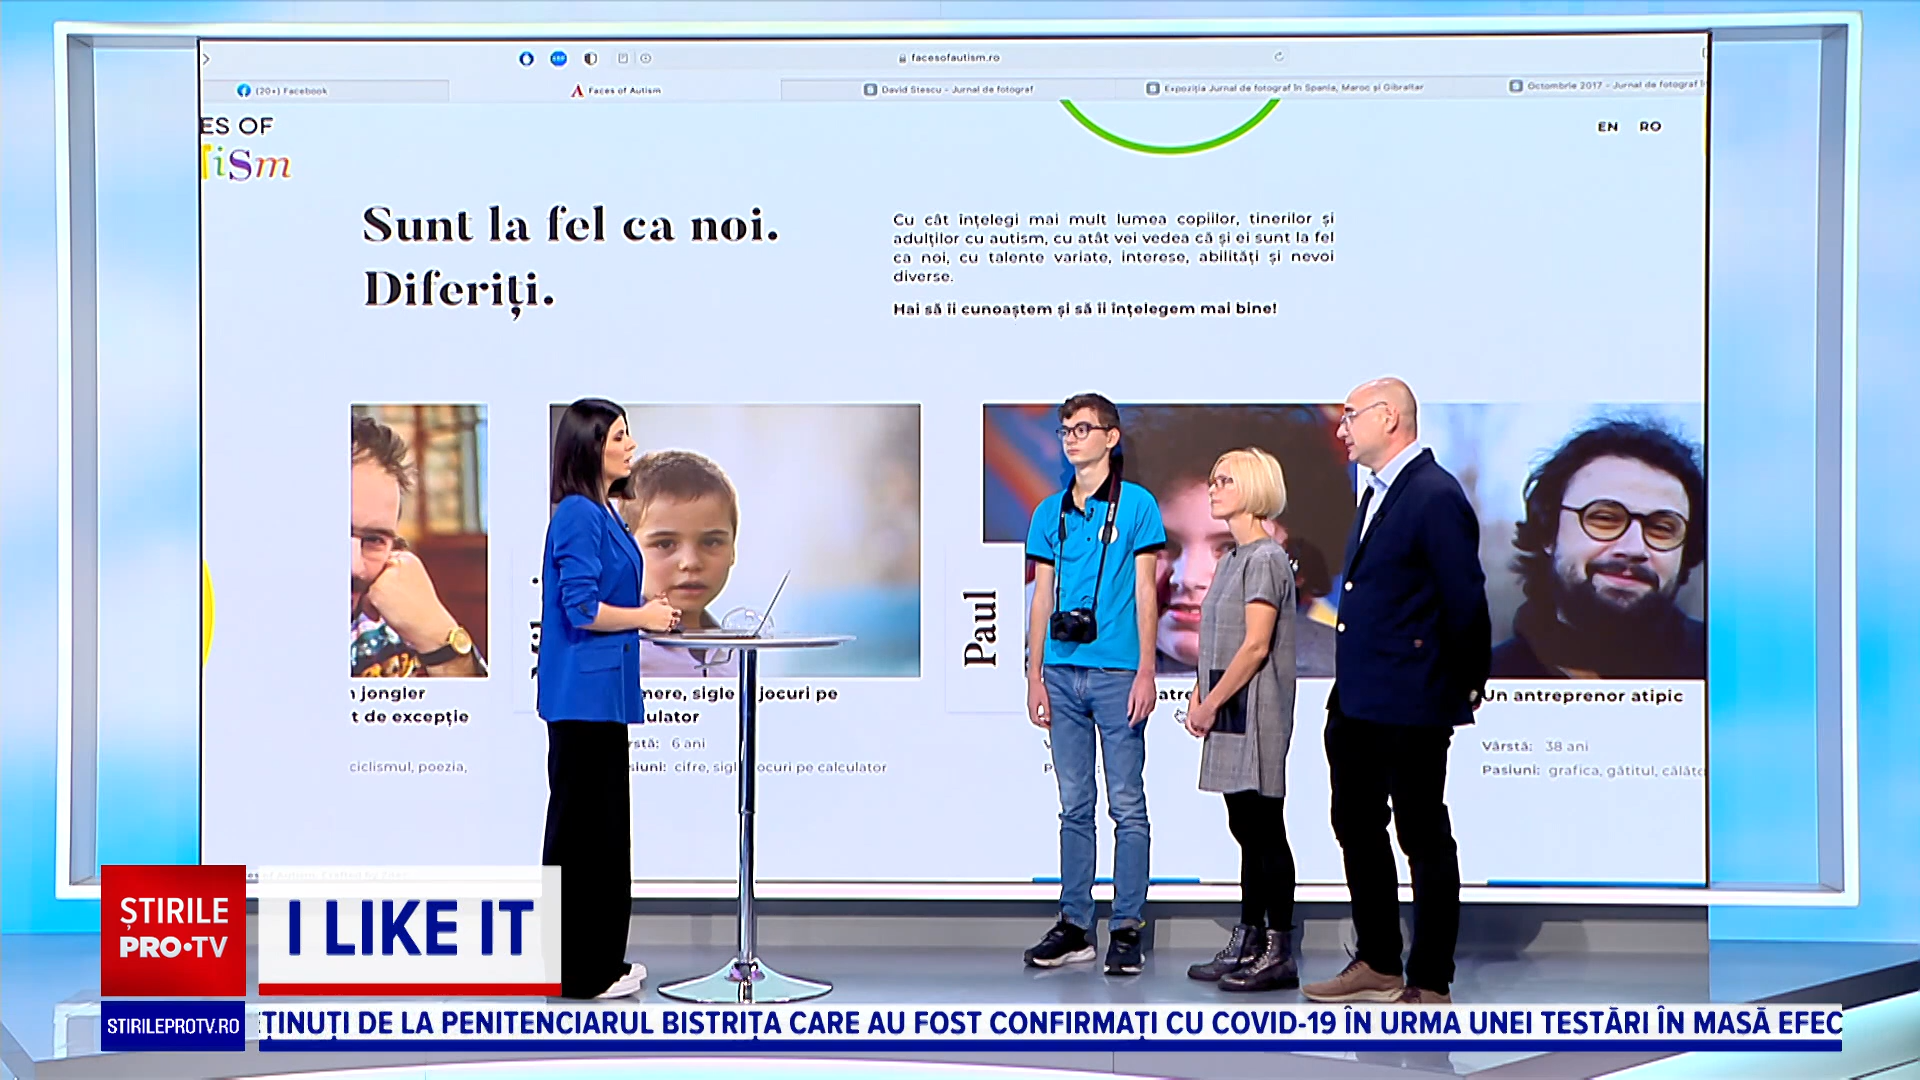 facesofautism.ro
(20+) Facebook
Faces of Autism
David Stescu - Jurnal de fotograf
Expoziția Jurnal de fotograf în Spania, Maroc și Gibraltar
Octombrie 2017 - Jurnal de fotograf
ES OF
TiSm
EN RO
Sunt la fel ca noi.
Diferiți.
Cu cât înțelegi mai mult lumea copiilor, tinerilor și
adulților cu autism, cu atât vei vedea că și ei sunt la fel
ca noi, cu talente variate, interese, abilități și nevoi
diverse.
Hai să îi cunoaștem și să îi înțelegem mai bine!
Paul
jongler
t de excepție
ciclismul, poezia,
mere, sigle jocuri pe
ulator
rstă: 6 ani
siuni: cifre, sigl ocuri pe calculator
atre
Un antreprenor atipic
Vârstă: 38 ani
Pasiuni: grafica, gătitul, călăto
ȘTIRILE
PRO•TV
I LIKE IT
STIRILEPROTV.RO
ȚINUȚI DE LA PENITENCIARUL BISTRIȚA CARE AU FOST CONFIRMAȚI CU COVID-19 ÎN URMA UNEI TESTĂRI ÎN MASĂ EFEC